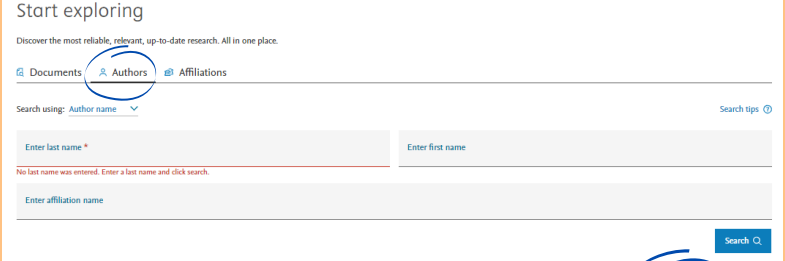 Start exploring
Discover the most reliable, relevant, up-to-date research. All in one place.
Documents Authors Affiliations
Search using: Author name Search tips
Enter last name * Enter first name
No last name was entered. Enter a last name and click search.
Enter affiliation name
Search